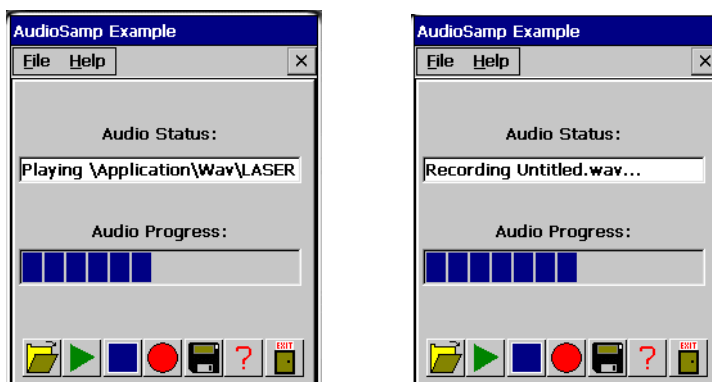 AudioSamp Example
File Help
Audio Status:
Playing \Application\Wav\LASER
Audio Progress:
?
EXIT
AudioSamp Example
File Help
Audio Status:
Recording Untitled.wav...
Audio Progress:
?
EXIT